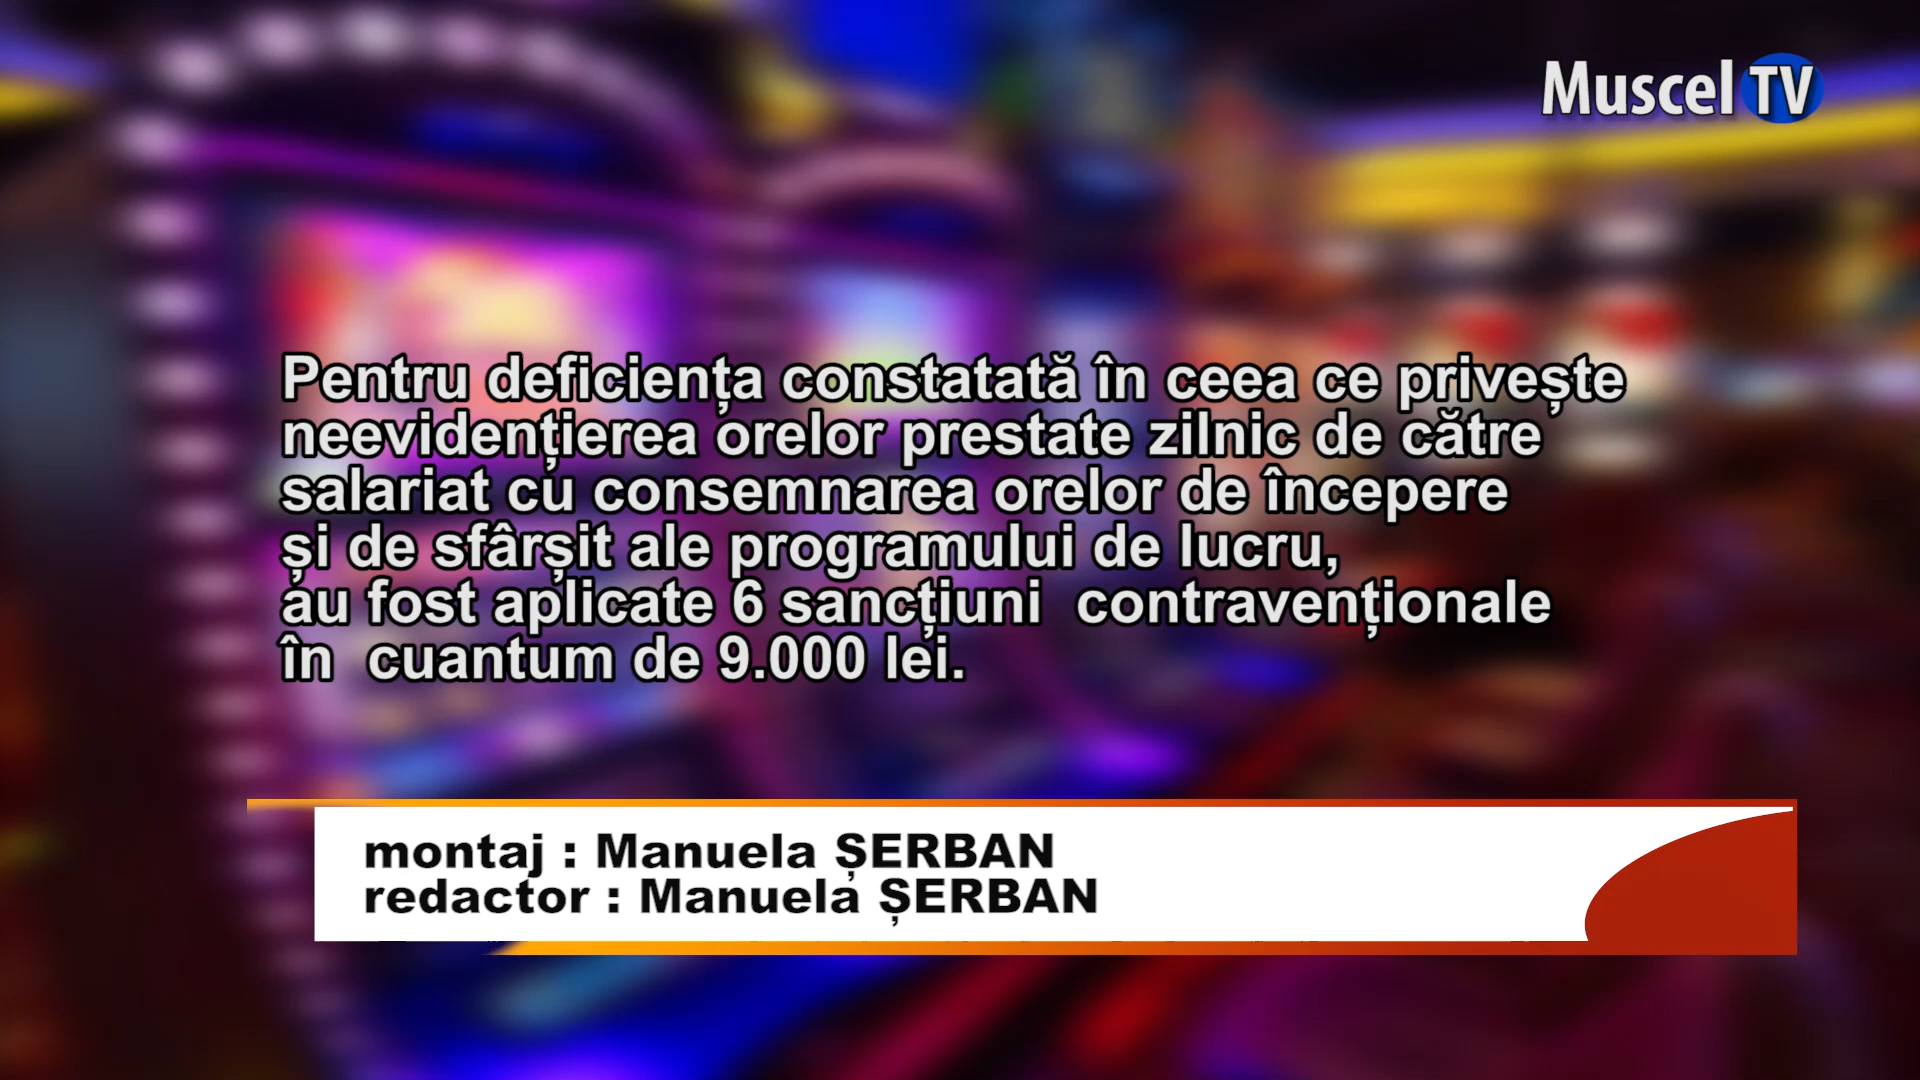 Muscel TV
Pentru deficiența constatată în ceea ce privește
neevidențierea orelor prestate zilnic de către
salariat cu consemnarea orelor de începere
și de sfârșit ale programului de lucru,
au fost aplicate 6 sancțiuni  contravenționale
în  cuantum de 9.000 lei.
montaj : Manuela ȘERBAN
redactor : Manuela ȘERBAN